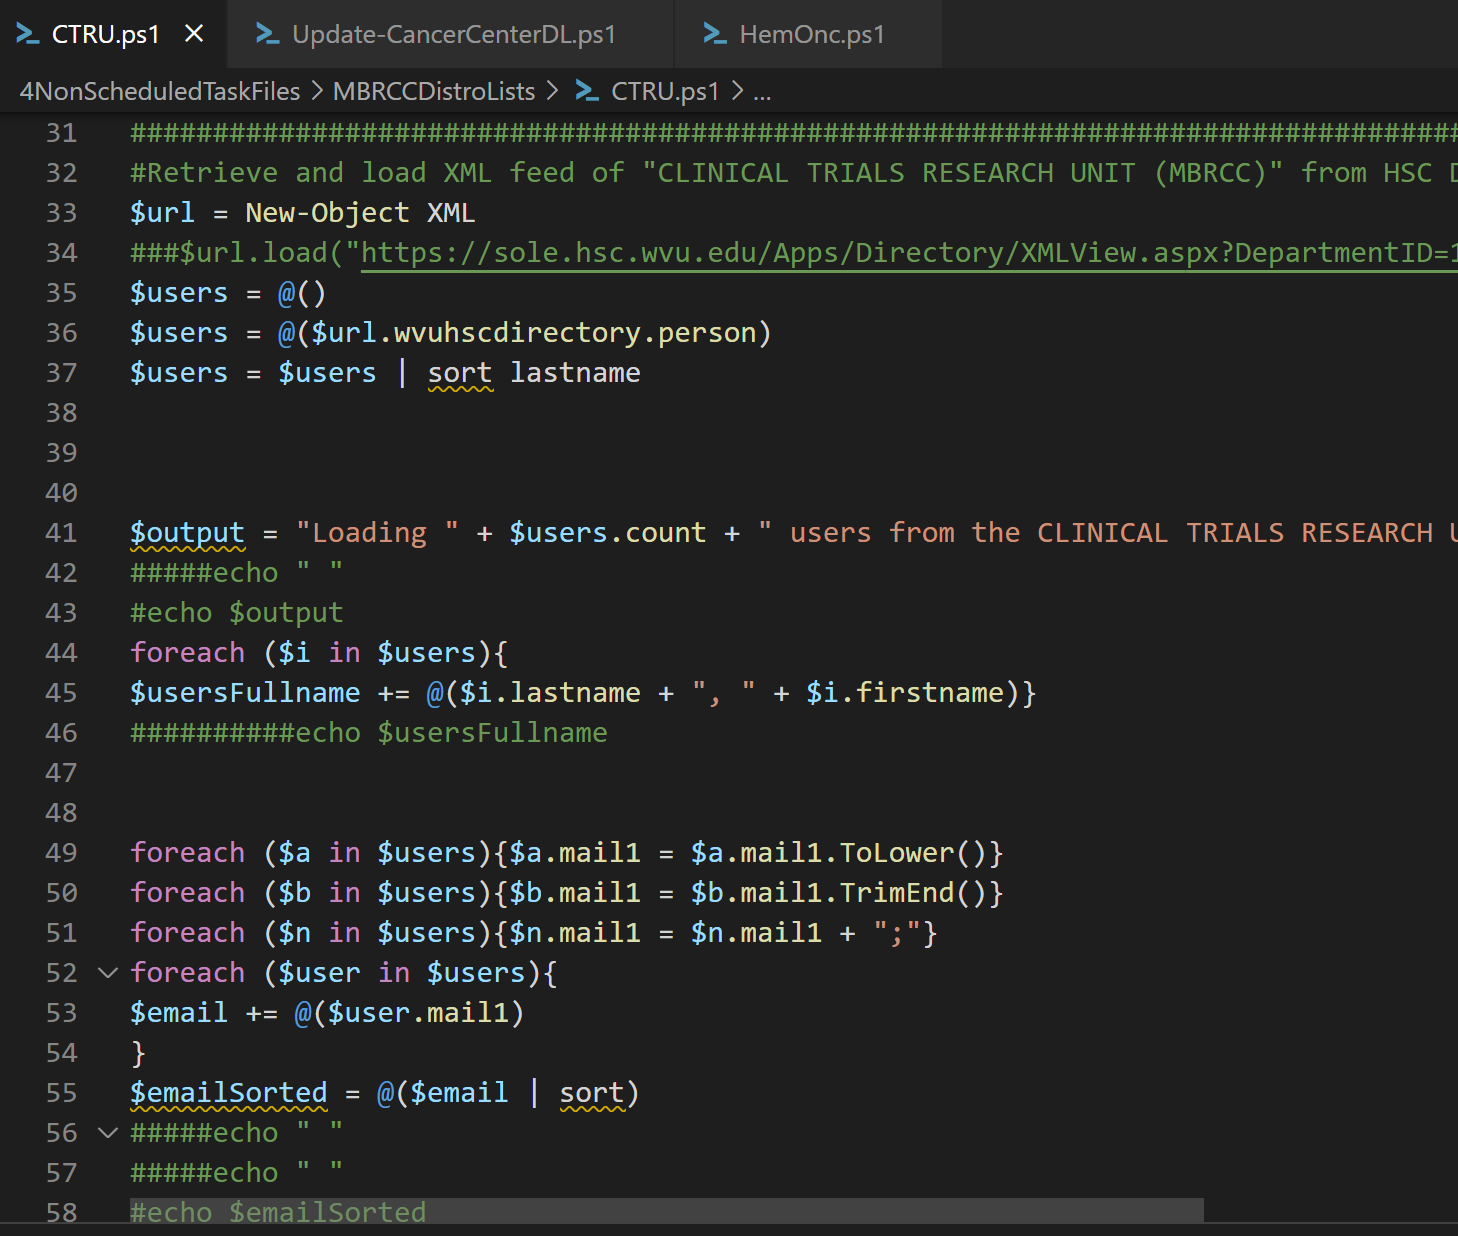 CTRU.ps1 Update-CancerCenterDL.ps1 HemOnc.ps1
4NonScheduledTaskFiles > MBRCCDistroLists > CTRU.ps1 > ...
31 #################################################################################
32 #Retrieve and load XML feed of "CLINICAL TRIALS RESEARCH UNIT (MBRCC)" from HSC
33 $url = New-Object XML
34 ###$url.load("https://sole.hsc.wvu.edu/Apps/Directory/XMLView.aspx?DepartmentID=1
35 $users = @()
36 $users = @($url.wvuhscdirectory.person)
37 $users = $users | sort lastname
38
39
40
41 $output = "Loading " + $users.count + " users from the CLINICAL TRIALS RESEARCH U
42 #####echo " "
43 #echo $output
44 foreach ($i in $users){
45 $usersFullname += @($i.lastname + ", " + $i.firstname)}
46 ##########echo $usersFullname
47
48
49 foreach ($a in $users){$a.mail1 = $a.mail1.ToLower()}
50 foreach ($b in $users){$b.mail1 = $b.mail1.TrimEnd()}
51 foreach ($n in $users){$n.mail1 = $n.mail1 + ";"}
52 foreach ($user in $users){
53 $email += @($user.mail1)
54 }
55 $emailSorted = @($email | sort)
56 #####echo " "
57 #####echo " "
58 #echo $emailSorted